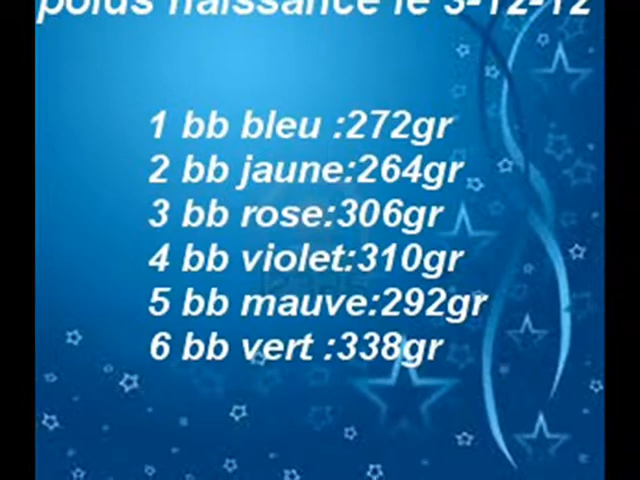 poids naissance le 3-12-12
1 bb bleu :272gr
2 bb jaune:264gr
3 bb rose:306gr
4 bb violet:310gr
5 bb mauve:292gr
6 bb vert :338gr